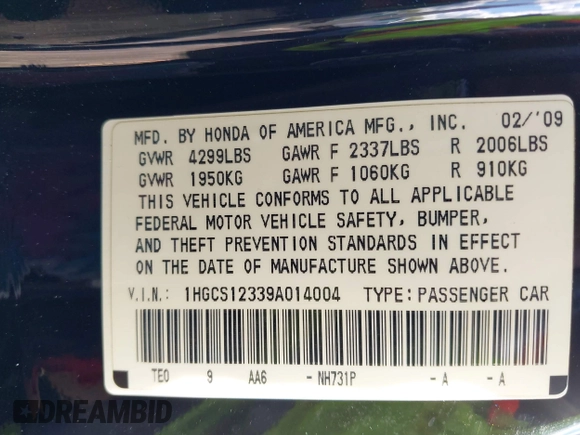 MFD. BY HONDA OF AMERICA MFG., INC. 02/'09
GVWR 4299LBS GAWR F 2337LBS R 2006LBS
GVWR 1950KG GAWR F 1060KG R 910KG
THIS VEHICLE CONFORMS TO ALL APPLICABLE
FEDERAL MOTOR VEHICLE SAFETY, BUMPER,
AND THEFT PREVENTION STANDARDS IN EFFECT
ON THE DATE OF MANUFACTURE SHOWN ABOVE.
V.I.N.: 1HGCS12339A014004 TYPE:PASSENGER CAR
TE0 9 AA6 - NH731P - A - A
DREAMBID